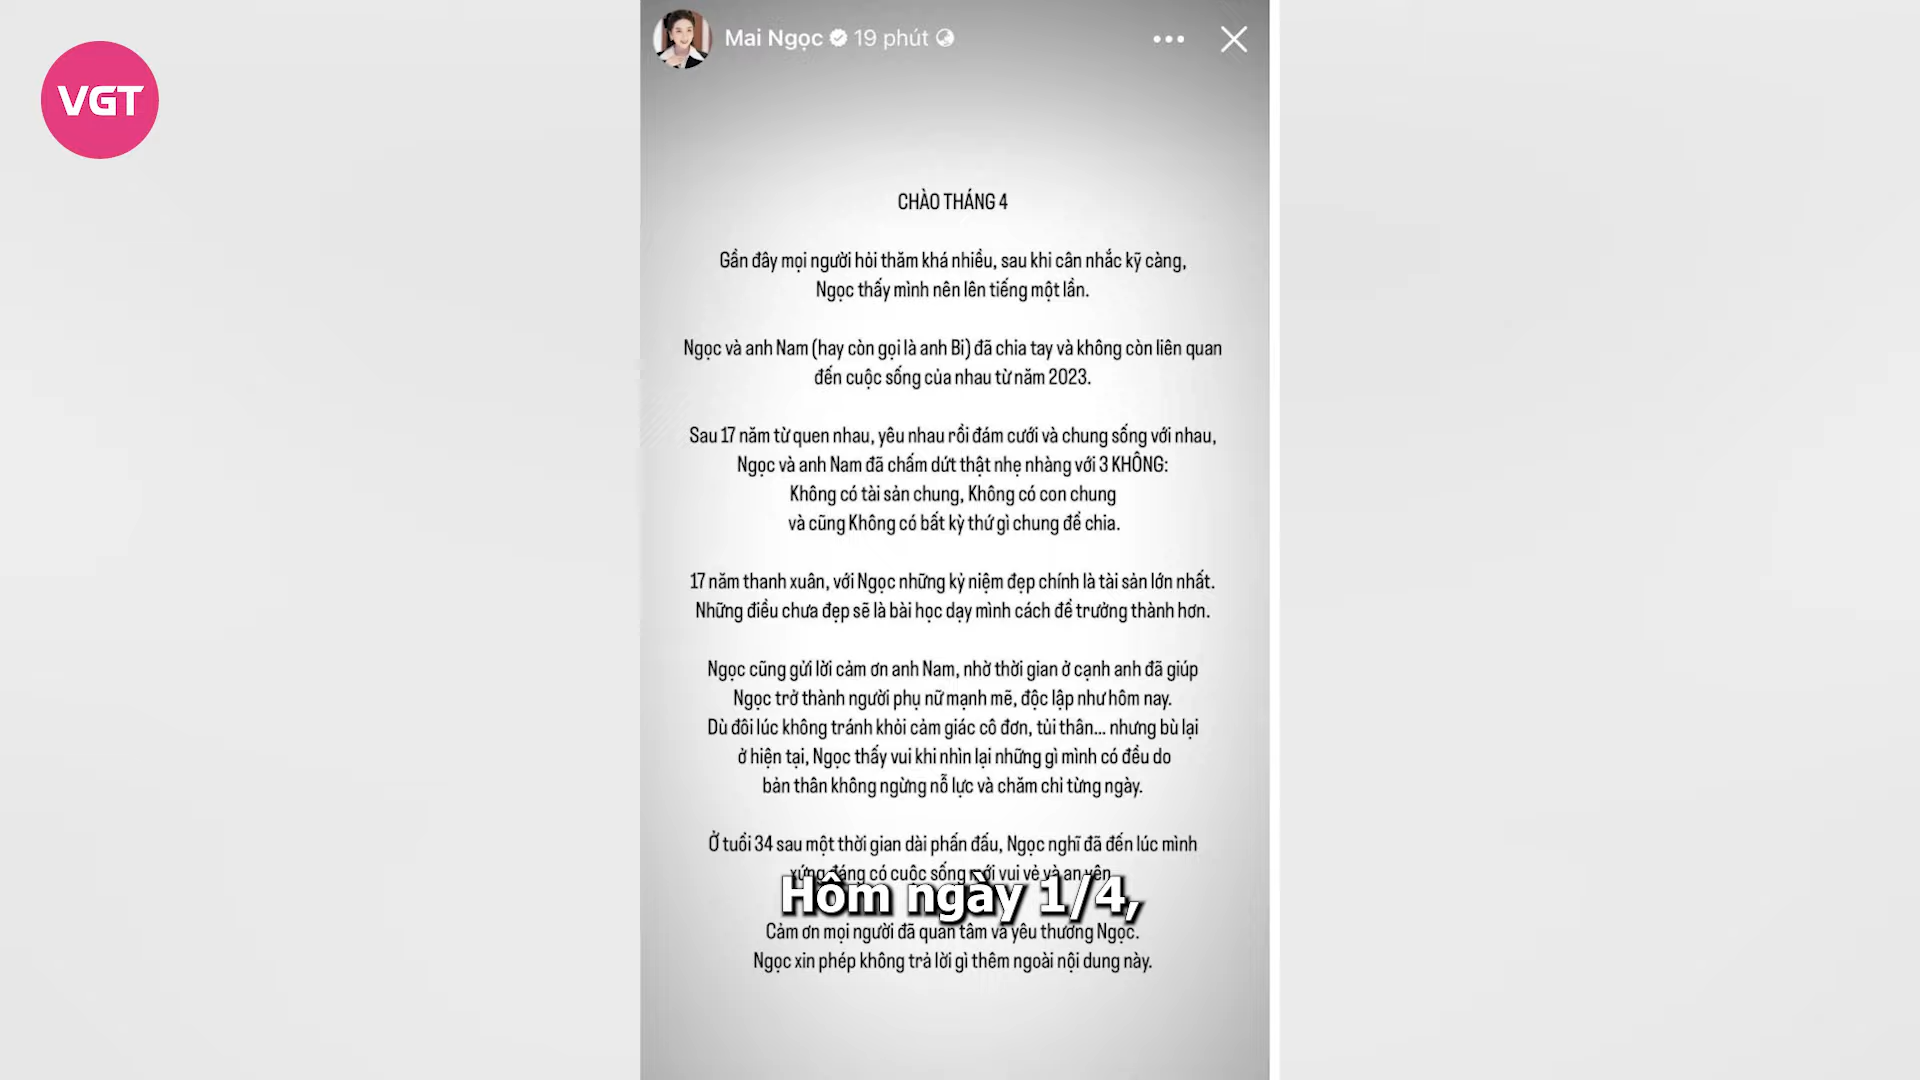 VGT
Mai Ngọc 19 phút
CHÀO THÁNG 4
Gần đây mọi người hỏi thăm khá nhiều, sau khi cân nhắc kỹ càng,
Ngọc thấy mình nên lên tiếng một lần.
Ngọc và anh Nam (hay còn gọi là anh Bi) đã chia tay và không còn liên quan
đến cuộc sống của nhau từ năm 2023.
Sau 17 năm từ quen nhau, yêu nhau rồi đám cưới và chung sống với nhau,
Ngọc và anh Nam đã chấm dứt thật nhẹ nhàng với 3 KHÔNG:
Không có tài sản chung, Không có con chung
và cũng Không có bất kỳ thứ gì chung để chia.
17 năm thanh xuân, với Ngọc những kỷ niệm đẹp chính là tài sản lớn nhất.
Những điều chưa đẹp sẽ là bài học dạy mình cách để trưởng thành hơn.
Ngọc cũng gửi lời cảm ơn anh Nam, nhờ thời gian ở cạnh anh đã giúp
Ngọc trở thành người phụ nữ mạnh mẽ, độc lập như hôm nay.
Dù đôi lúc không tránh khỏi cảm giác cô đơn, tủi thân... nhưng bù lại
ở hiện tại, Ngọc thấy vui khi nhìn lại những gì mình có đều do
bản thân không ngừng nỗ lực và chăm chỉ từng ngày.
Ở tuổi 34 sau một thời gian dài phấn đấu, Ngọc nghĩ đã đến lúc mình
xứng đáng có cuộc sống mới vui vẻ và an yên.
Hôm ngày 1/4,
Cảm ơn mọi người đã quan tâm và yêu thương Ngọc.
Ngọc xin phép không trả lời gì thêm ngoài nội dung này.